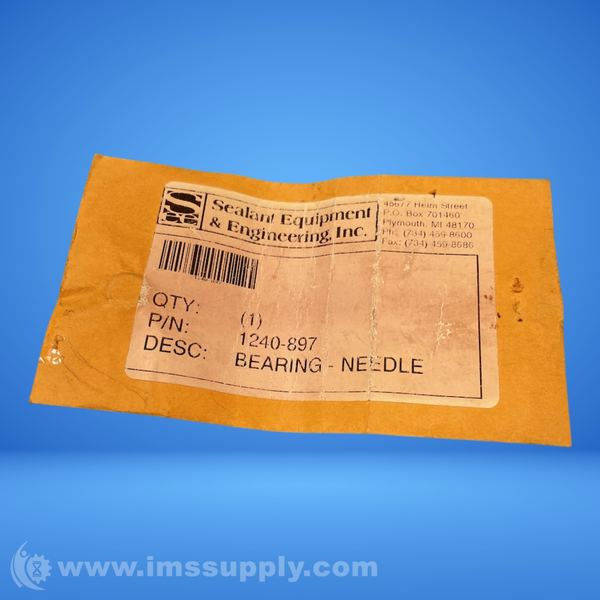 Sealant Equipment
& Engineering, Inc.
45677 Helm Street
P.O. Box 701460
Plymouth, MI 48170
Ph: (734) 459-8600
Fax: (734) 459-8686
QTY: (1)
P/N: 1240-897
DESC: BEARING - NEEDLE
www.imssupply.com